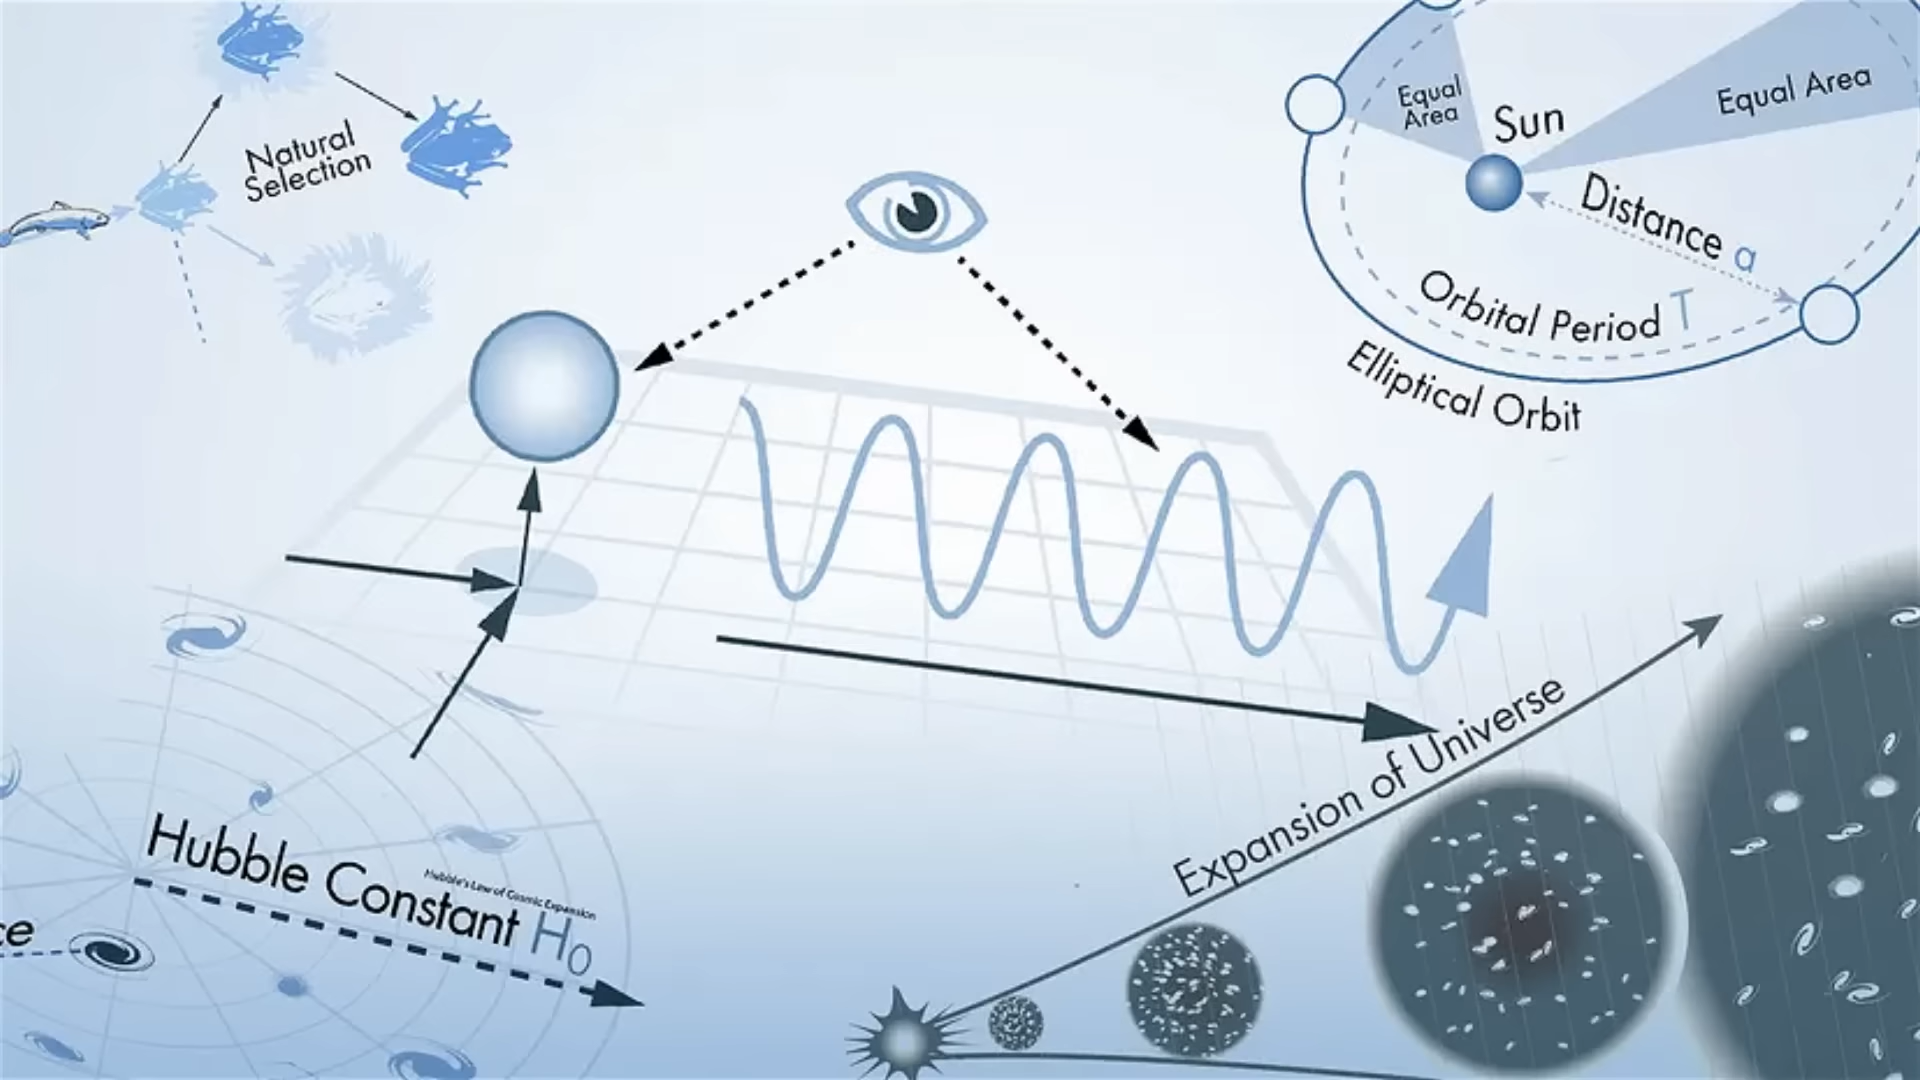 Natural
Selection
Equal
Area
Sun
Equal Area
Distance a
Orbital Period T
Elliptical Orbit
Expansion of Universe
Hubble's Law of Cosmic Expansion
Hubble Constant H0
ce